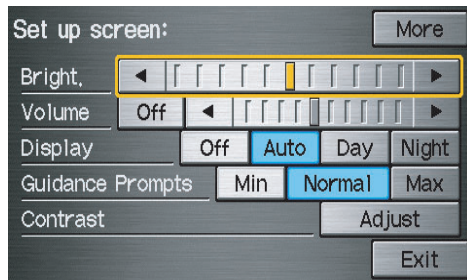 Set up screen: More
Bright.
Volume Off
Display Off Auto Day Night
Guidance Prompts Min Normal Max
Contrast Adjust
Exit